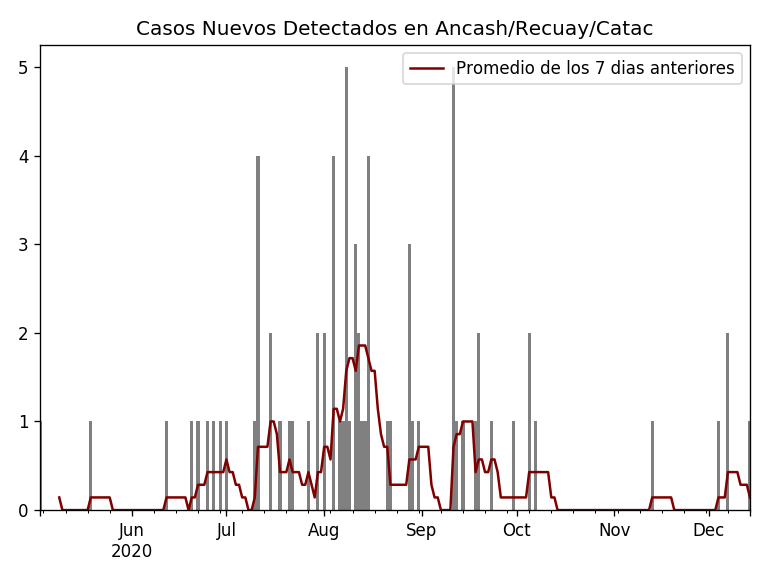 Casos Nuevos Detectados en Ancash/Recuay/Catac
Promedio de los 7 dias anteriores
5
4
3
2
1
0
Jun Jul Aug Sep Oct Nov Dec
2020